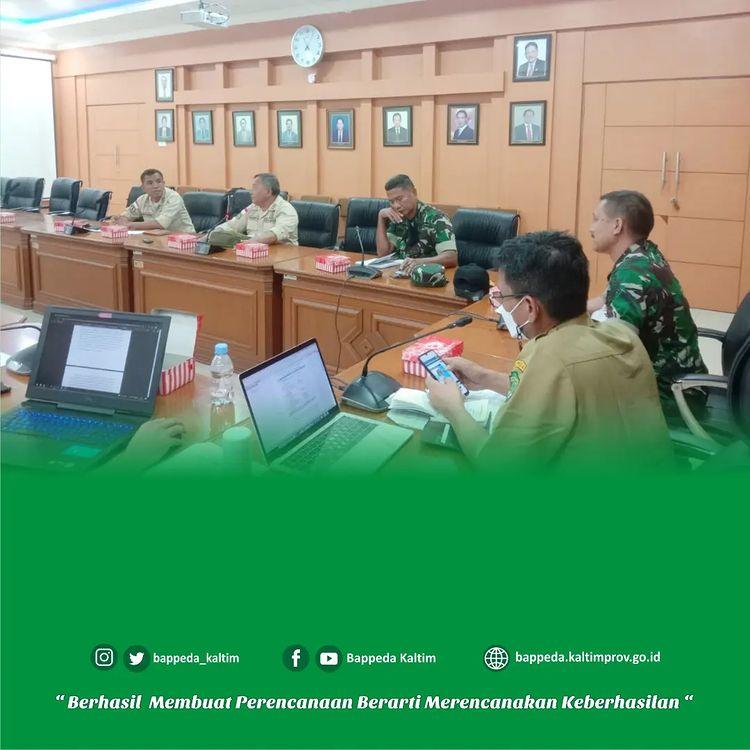 bappeda_kaltim
Bappeda Kaltim
bappeda.kaltimprov.go.id
“ Berhasil Membuat Perencanaan Berarti Merencanakan Keberhasilan “